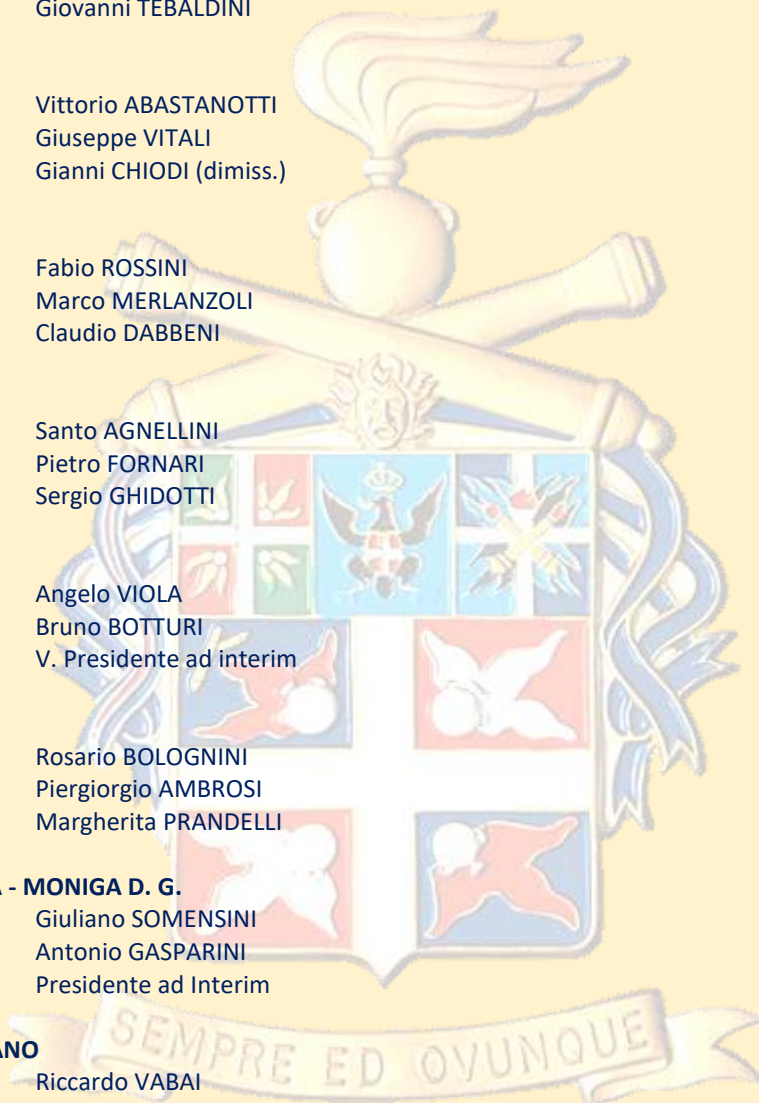 Giovanni TEBALDINI
Vittorio ABASTANOTTI
Giuseppe VITALI
Gianni CHIODI (dimiss.)
Fabio ROSSINI
Marco MERLANZOLI
Claudio DABBENI
Santo AGNELLINI
Pietro FORNARI
Sergio GHIDOTTI
Angelo VIOLA
Bruno BOTTURI
V. Presidente ad interim
Rosario BOLOGNINI
Piergiorgio AMBROSI
Margherita PRANDELLI
- MONIGA D. G.
Giuliano SOMENSINI
Antonio GASPARINI
Presidente ad Interim
ANO
Riccardo VABAI
SEMPRE ED OVUNQUE